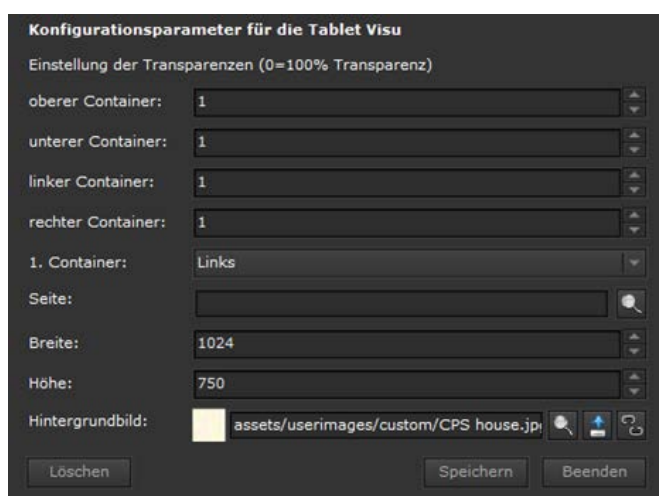 Konfigurationsparameter für die Tablet Visu
Einstellung der Transparenzen (0=100% Transparenz)
oberer Container: 1
unterer Container: 1
linker Container: 1
rechter Container: 1
1. Container: Links
Seite:
Breite: 1024
Höhe: 750
Hintergrundbild: assets/userimages/custom/CPS house.jp
Löschen Speichern Beenden